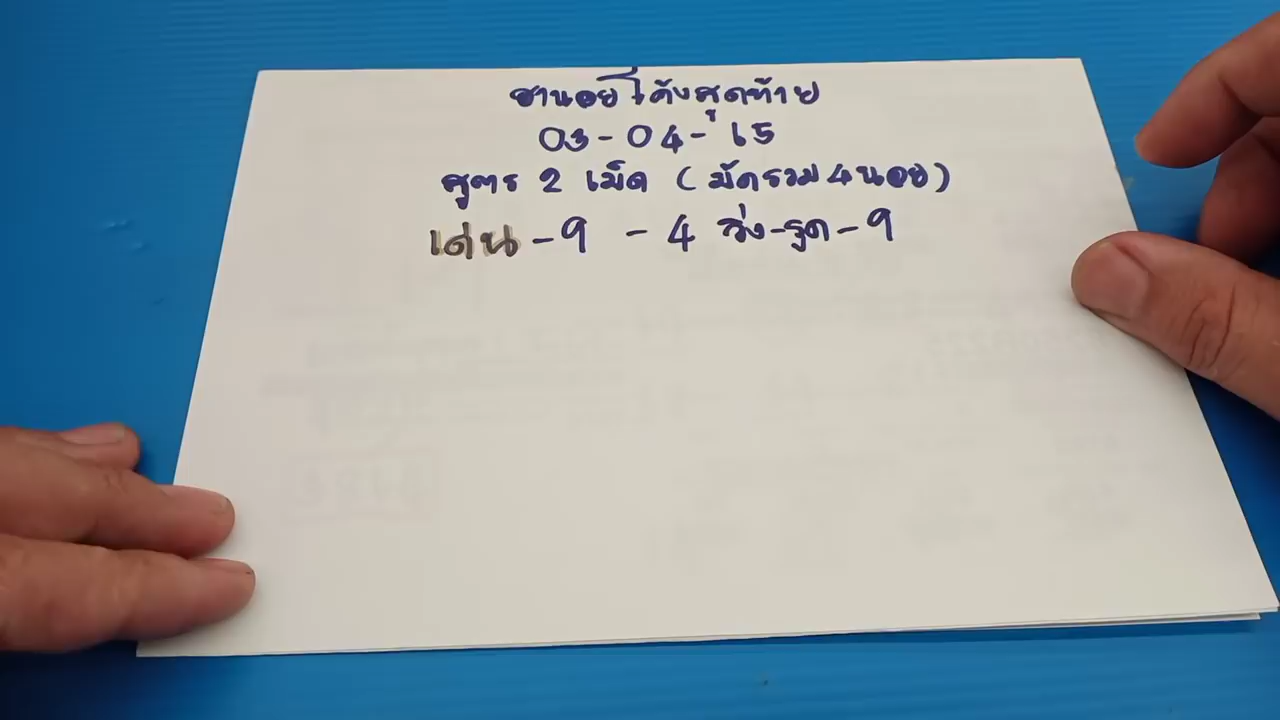 ฮานอย โค้งสุดท้าย
03-04-65
สูตร 2 เม็ด (มัดรวม 4 นอย)
เด่น -9 - 4 วิ่ง-รูด-9